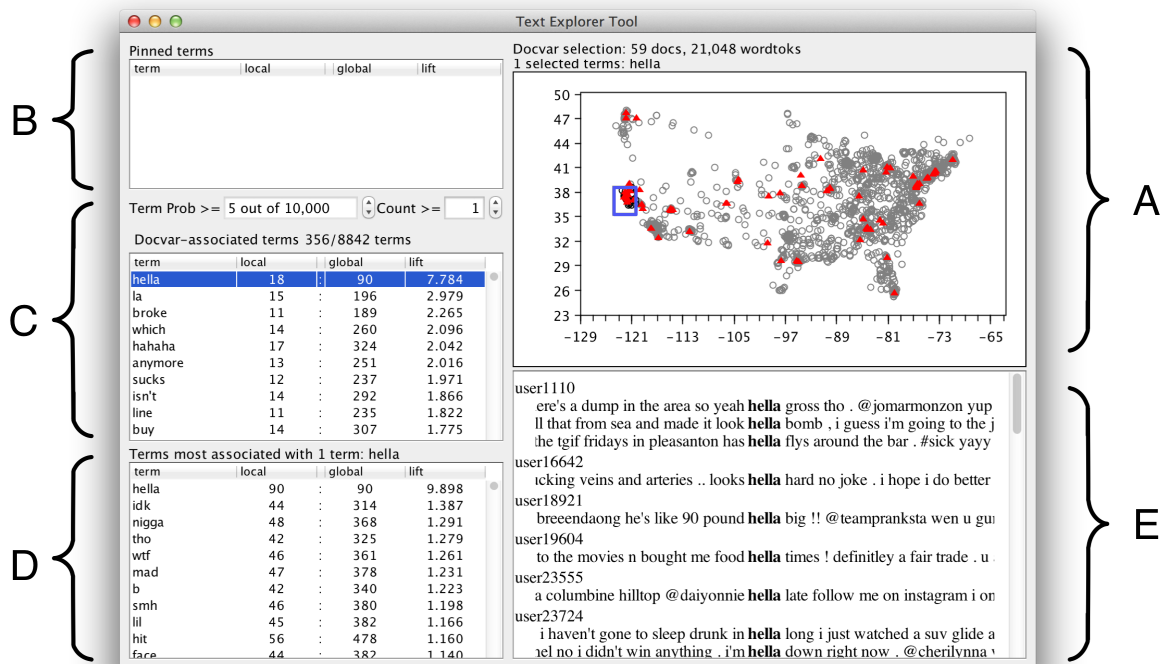 Text Explorer Tool
B
Pinned terms
term local global lift
Term Prob >= 5 out of 10,000 Count >= 1
C
Docvar-associated terms 356/8842 terms
term local global lift
hella 18 : 90 7.784
la 15 : 196 2.979
broke 11 : 189 2.265
which 14 : 260 2.096
hahaha 17 : 324 2.042
anymore 13 : 251 2.016
sucks 12 : 237 1.971
isn't 14 : 292 1.866
line 11 : 235 1.822
buy 14 : 307 1.775
D
Terms most associated with 1 term: hella
term local global lift
hella 90 : 90 9.898
idk 44 : 314 1.387
nigga 48 : 368 1.291
tho 42 : 325 1.279
wtf 46 : 361 1.261
mad 47 : 378 1.231
b 42 : 340 1.223
smh 46 : 380 1.198
lil 45 : 382 1.166
hit 56 : 478 1.160
face 44 : 382 1.140
Docvar selection: 59 docs, 21,048 wordtoks
1 selected terms: hella
A
50
47
44
41
38
35
32
29
26
23
-129 -121 -113 -105 -97 -89 -81 -73 -65
E
user1110
ere's a dump in the area so yeah hella gross tho . @jomarmonzon yup
ll that from sea and made it look hella bomb , i guess i'm going to the j
the tgif fridays in pleasanton has hella flys around the bar . #sick yayy
user16642
ucking veins and arteries .. looks hella hard no joke . i hope i do better
user18921
breeendaong he's like 90 pound hella big !! @teampranksta wen u gu
user19604
to the movies n bought me food hella times ! definitley a fair trade . u
user23555
a columbine hilltop @daiyonnie hella late follow me on instagram i on
user23724
i haven't gone to sleep drunk in hella long i just watched a suv glide a
nel no i didn't win anything . i'm hella down right now . @cherilynna